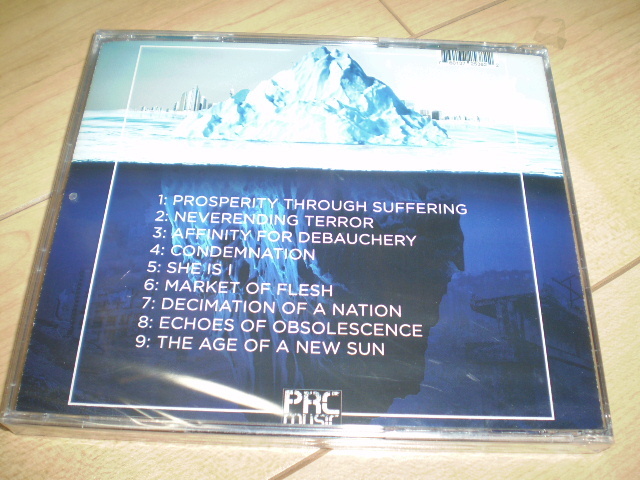 1: PROSPERITY THROUGH SUFFERING
2: NEVERENDING TERROR
3: AFFINITY FOR DEBAUCHERY
4: CONDEMNATION
5: SHE IS I
6: MARKET OF FLESH
7: DECIMATION OF A NATION
8: ECHOES OF OBSOLESCENCE
9: THE AGE OF A NEW SUN
PRC
music